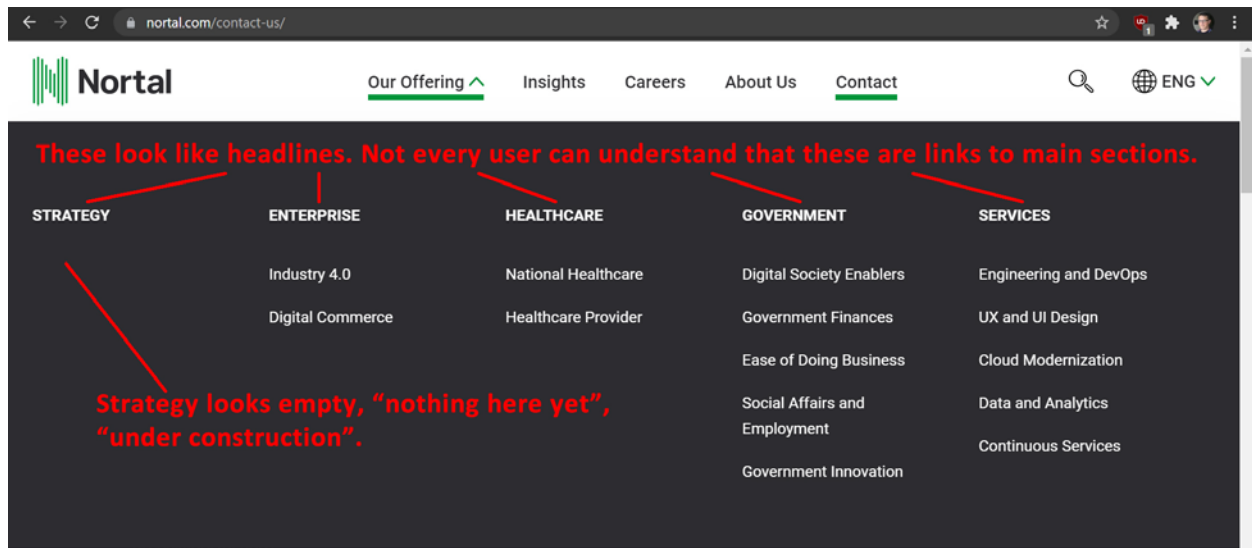 nortal.com/contact-us/
1
Nortal
Our Offering
Insights
Careers
About Us
Contact
ENG
These look like headlines. Not every user can understand that these are links to main sections.
STRATEGY
ENTERPRISE
HEALTHCARE
GOVERNMENT
SERVICES
Industry 4.0
National Healthcare
Digital Society Enablers
Engineering and DevOps
Digital Commerce
Healthcare Provider
Government Finances
UX and UI Design
Ease of Doing Business
Cloud Modernization
Strategy looks empty, “nothing here yet”,
“under construction”.
Social Affairs and
Employment
Data and Analytics
Continuous Services
Government Innovation